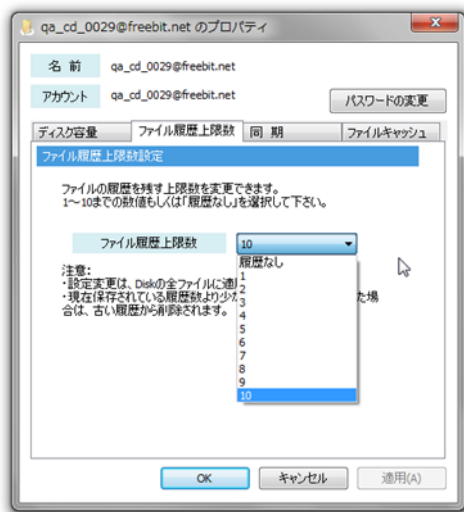 qa_cd_0029@freebit.net のプロパティ
名 前 qa_cd_0029@freebit.net
アカウント qa_cd_0029@freebit.net
パスワードの変更
ディスク容量 ファイル履歴上限数 同 期 ファイルキャッシュ
ファイル履歴上限数設定
ファイルの履歴を残す上限数を変更できます。
1～10までの数値もしくは「履歴なし」を選択して下さい。
ファイル履歴上限数 10
履歴なし
1
2
3
4
5
6
7
8
9
10
注意:
・設定変更は、Diskの全ファイルに適
・現在保存されている履歴数より少 た場
合は、古い履歴から削除されます。
OK キャンセル 適用(A)